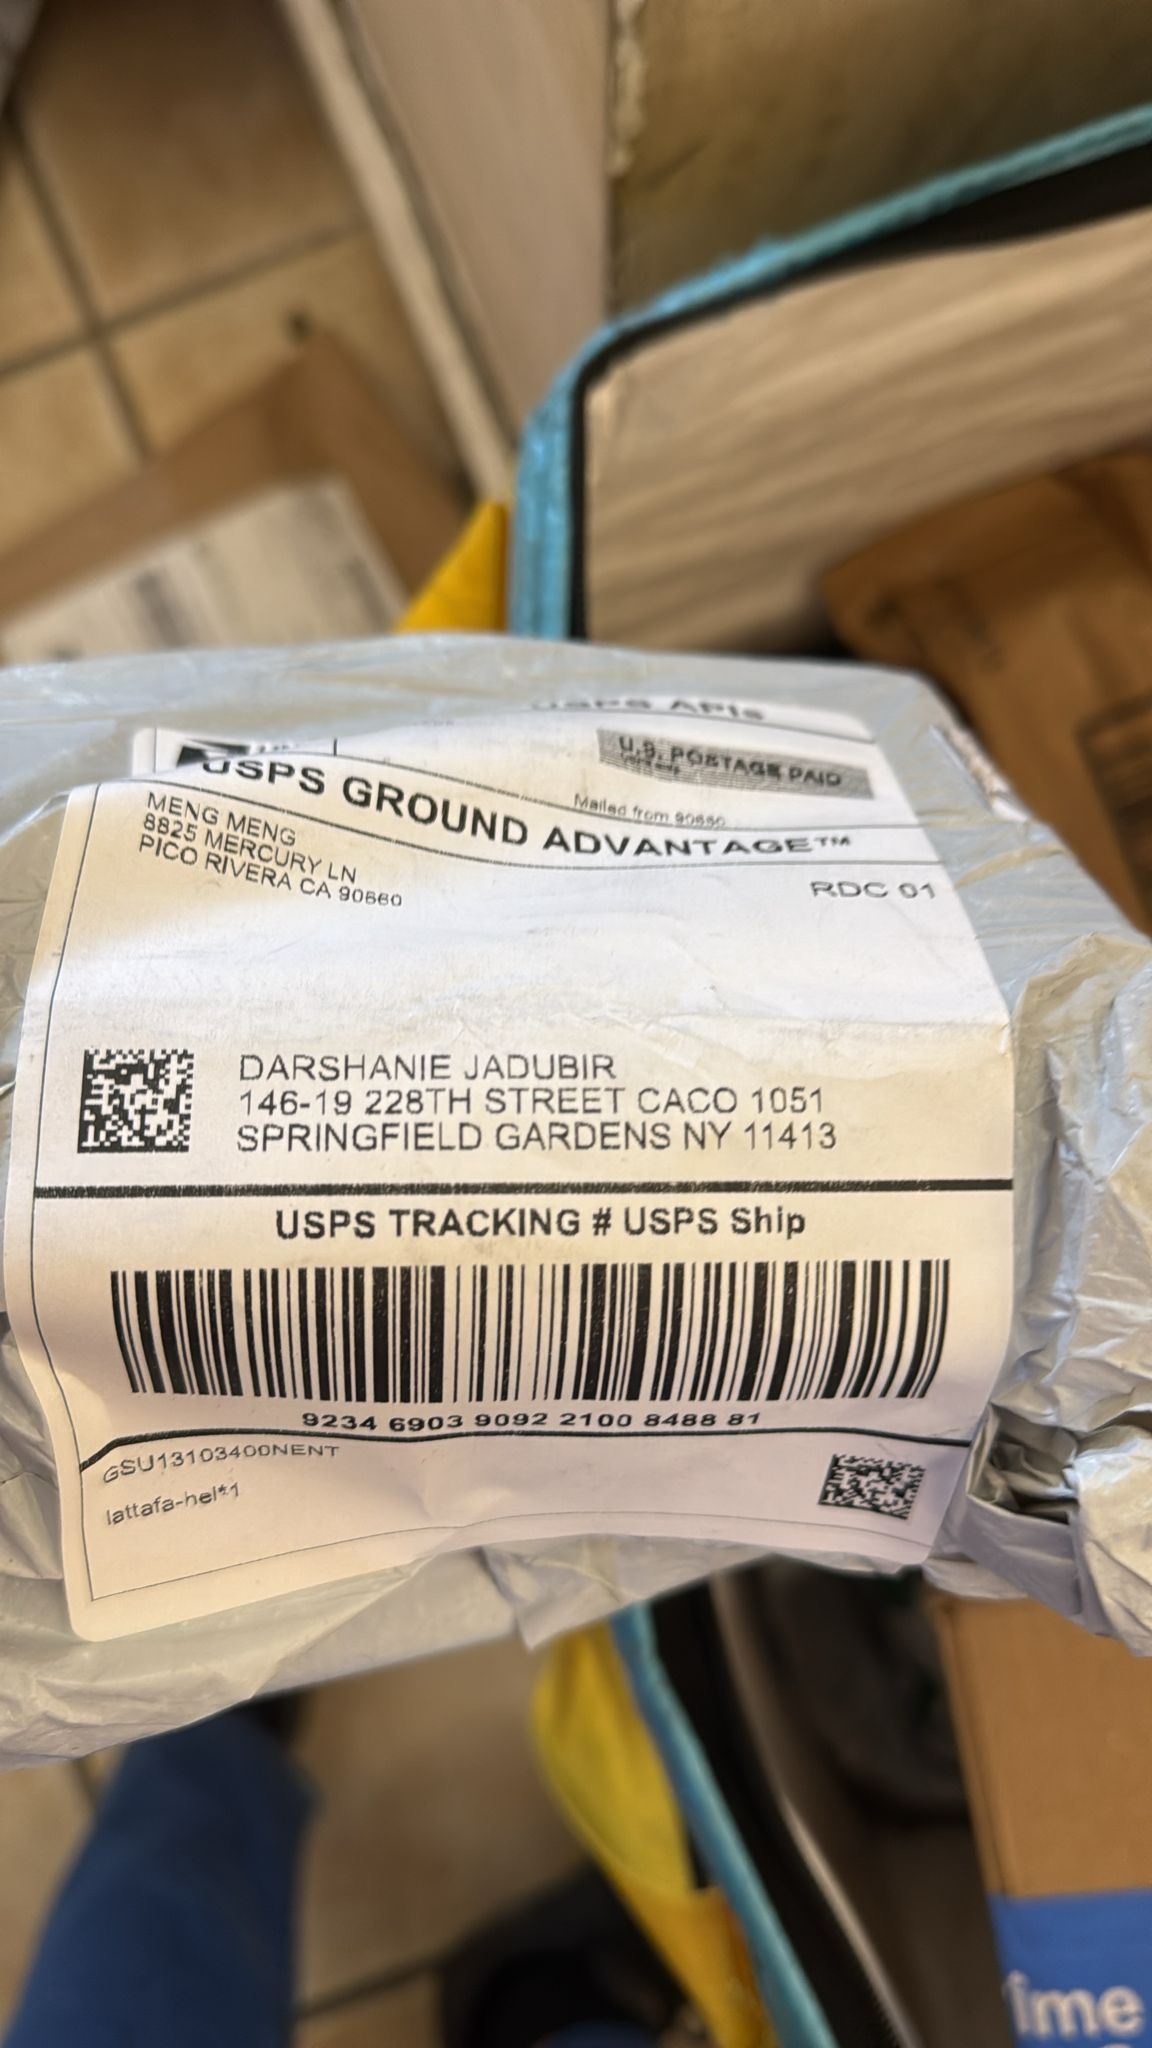 USPS APIs
U.S. POSTAGE PAID
Mailed from 90660
USPS GROUND ADVANTAGE™
MENG MENG
8825 MERCURY LN
PICO RIVERA CA 90660
RDC 01
DARSHANIE JADUBIR
146-19 228TH STREET CACO 1051
SPRINGFIELD GARDENS NY 11413
USPS TRACKING # USPS Ship
9234 6903 9092 2100 8488 81
GSU13103400NENT
lattafa-hel*1
ime